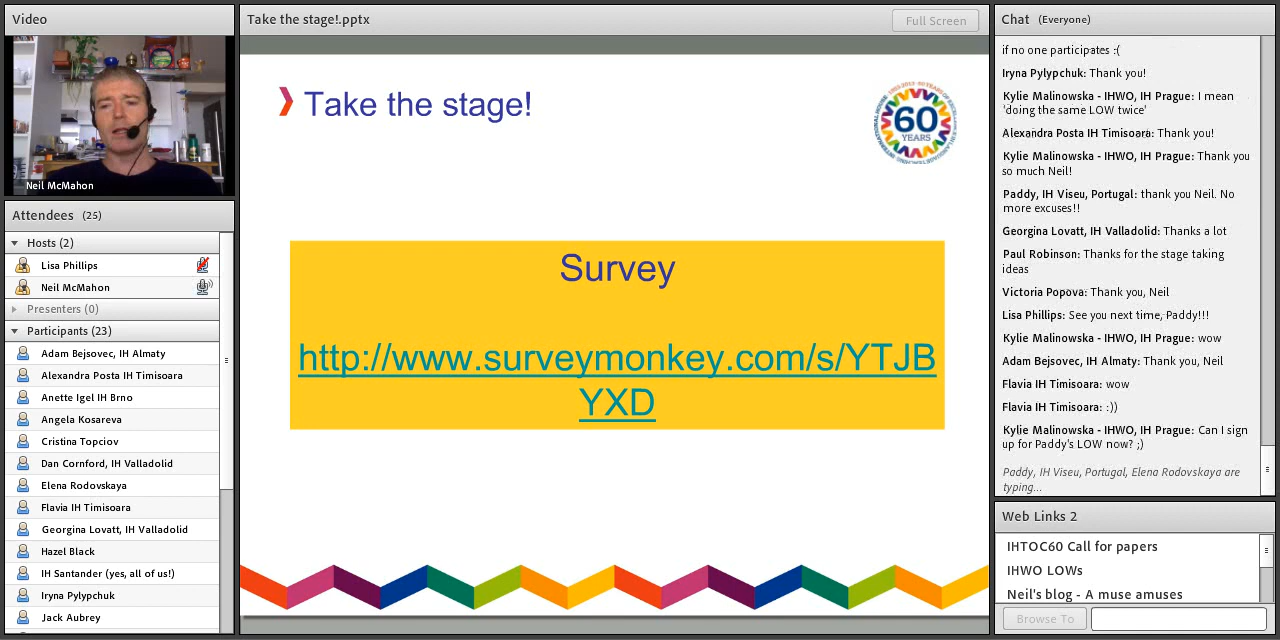 Video
Neil McMahon
Attendees (25)
Hosts (2)
Lisa Phillips
Neil McMahon
Presenters (0)
Participants (23)
Adam Bejsovec, IH Almaty
Alexandra Posta IH Timisoara
Anette Igel IH Brno
Angela Kosareva
Cristina Topciov
Dan Cornford, IH Valladolid
Elena Rodovskaya
Flavia IH Timisoara
Georgina Lovatt, IH Valladolid
Hazel Black
IH Santander (yes, all of us!)
Iryna Pylypchuk
Jack Aubrey
Take the stage!.pptx
Full Screen
Take the stage!
60
YEARS
Survey
http://www.surveymonkey.com/s/YTJB
YXD
Chat (Everyone)
if no one participates :(
Iryna Pylypchuk: Thank you!
Kylie Malinowska - IHWO, IH Prague: I mean
'doing the same LOW twice'
Alexandra Posta IH Timisoara: Thank you!
Kylie Malinowska - IHWO, IH Prague: Thank you
so much Neil!
Paddy, IH Viseu, Portugal: thank you Neil. No
more excuses!!
Georgina Lovatt, IH Valladolid: Thanks a lot
Paul Robinson: Thanks for the stage taking
ideas
Victoria Popova: Thank you, Neil
Lisa Phillips: See you next time, Paddy!!!
Kylie Malinowska - IHWO, IH Prague: wow
Adam Bejsovec, IH Almaty: Thank you, Neil
Flavia IH Timisoara: wow
Flavia IH Timisoara: :))
Kylie Malinowska - IHWO, IH Prague: Can I sign
up for Paddy's LOW now? ;)
Paddy, IH Viseu, Portugal, Elena Rodovskaya are
typing...
Web Links 2
IHTOC60 Call for papers
IHWO LOWs
Neil's blog - A muse amuses
Browse To